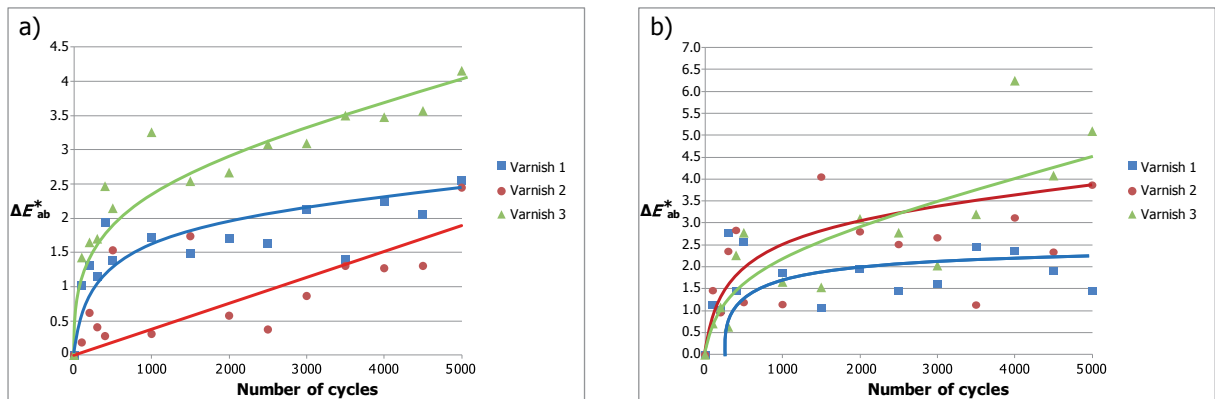 a)
4.5
4
3.5
3
2.5
2
1.5
1
0.5
0
ΔE*ab
0 1000 2000 3000 4000 5000
Number of cycles
Varnish 1
Varnish 2
Varnish 3
b)
7.0
6.5
6.0
5.5
5.0
4.5
4.0
3.5
3.0
2.5
2.0
1.5
1.0
0.5
0.0
ΔE*ab
0 1000 2000 3000 4000 5000
Number of cycles
Varnish 1
Varnish 2
Varnish 3